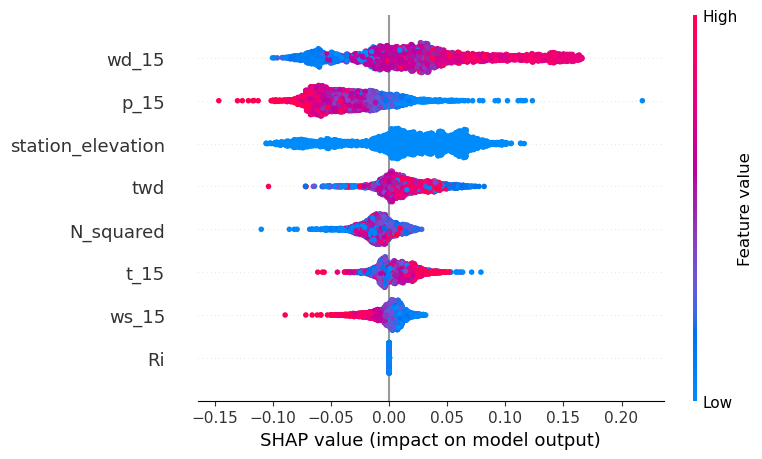 High
wd_15
p_15
station_elevation
twd
N_squared
t_15
ws_15
Ri
Feature value
Low
−0.15 −0.10 −0.05 0.00 0.05 0.10 0.15 0.20
SHAP value (impact on model output)